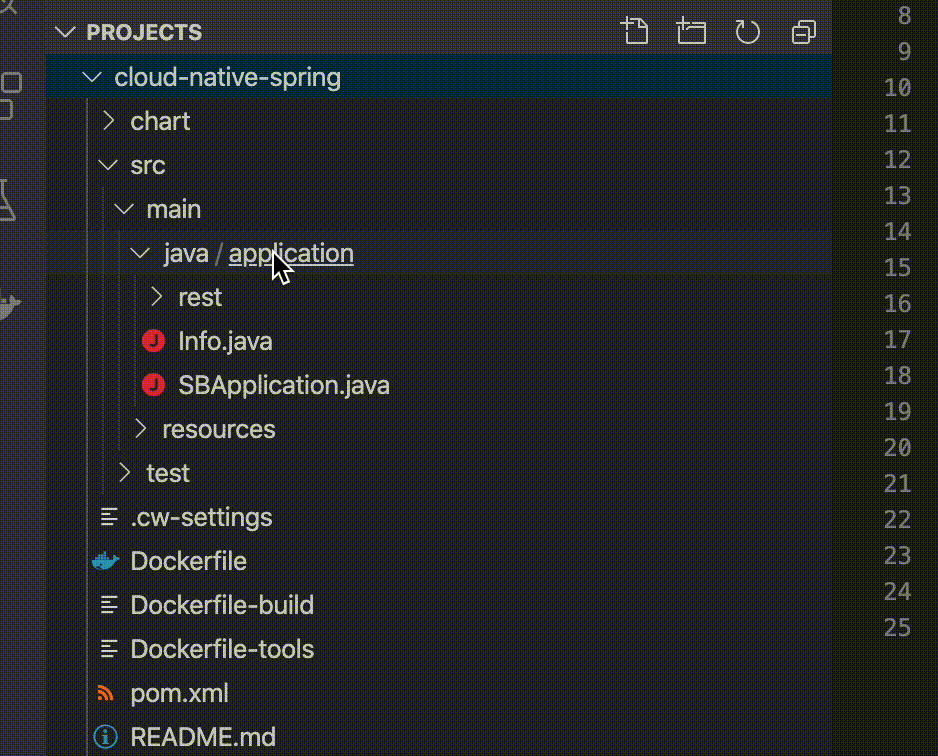 PROJECTS
cloud-native-spring
chart
src
main
java / application
rest
J Info.java
J SBApplication.java
resources
test
.cw-settings
Dockerfile
Dockerfile-build
Dockerfile-tools
pom.xml
README.md
8
9
10
11
12
13
14
15
16
17
18
19
20
21
22
23
24
25